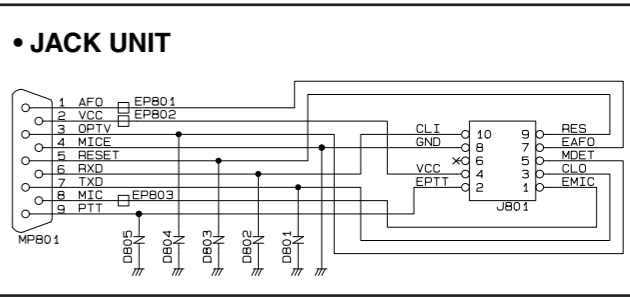 • JACK UNIT
1 AFO EP801
2 VCC EP802
3 OPTV
4 MICE
5 RESET
6 RXD
7 TXD
8 MIC EP803
9 PTT
MP801
D805
D804
D803
D802
D801
CLI 10 9 RES
GND 8 7 EAFO
6 5 MDET
VCC 4 3 CLO
EPTT 2 1 EMIC
J801